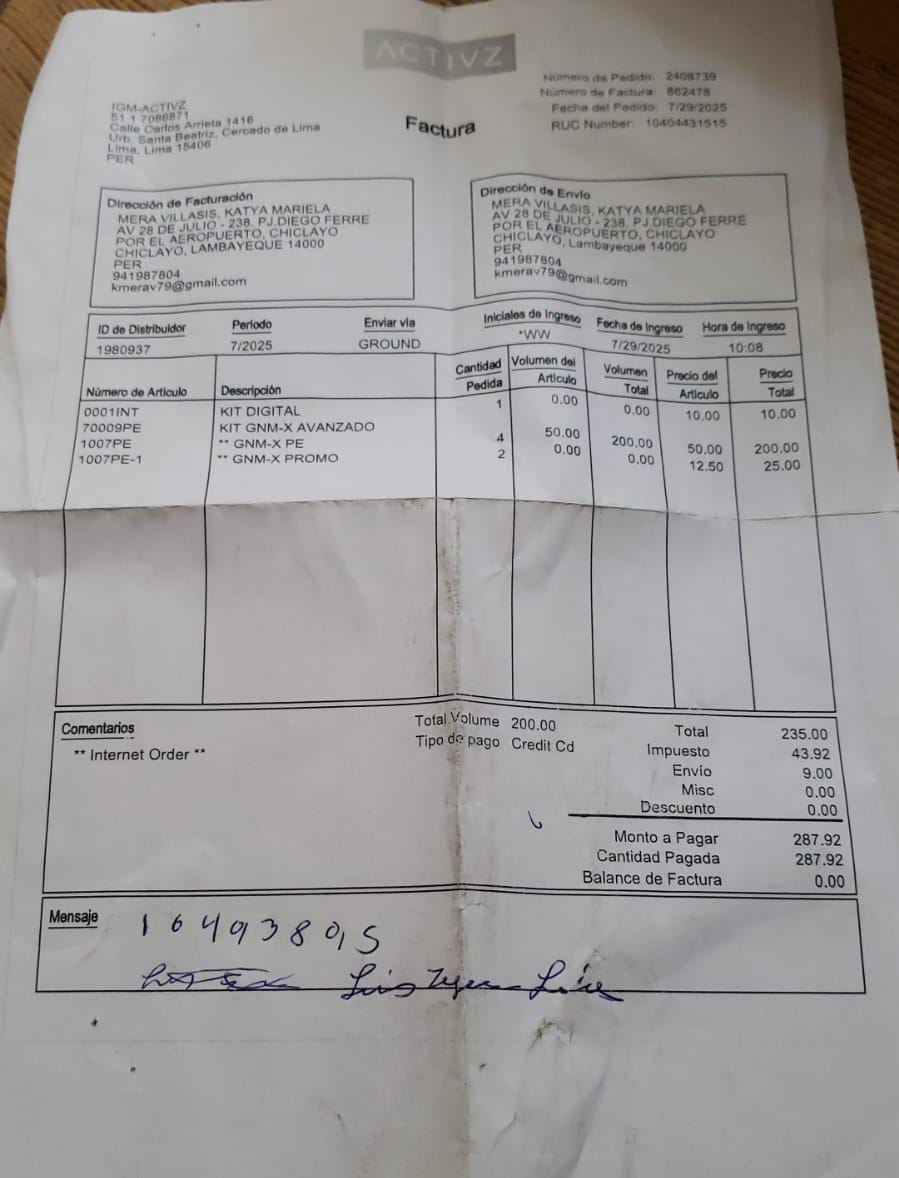 ACTIVZ
Número de Pedido: 2408739
Número de Factura: 862478
Fecha del Pedido: 7/29/2025
RUC Number: 10404431515
IGM-ACTIVZ
51 1 7086871
Calle Carlos Arrieta 1416
Urb. Santa Beatriz, Cercado de Lima
Lima, Lima 15406
PER
Factura
Dirección de Facturación
MERA VILLASIS, KATYA MARIELA
AV 28 DE JULIO - 238, PJ.DIEGO FERRE
POR EL AEROPUERTO, CHICLAYO
CHICLAYO, LAMBAYEQUE 14000
PER
941987804
kmerav79@gmail.com
Dirección de Envío
MERA VILLASIS, KATYA MARIELA
AV 28 DE JULIO - 238, PJ.DIEGO FERRE
POR EL AEROPUERTO, CHICLAYO
CHICLAYO, Lambayeque 14000
PER
941987804
kmerav79@gmail.com
ID de Distribuidor Periodo Enviar via Iniciales de Ingreso Fecha de Ingreso Hora de Ingreso
1980937 7/2025 GROUND *WW 7/29/2025 10:08
Número de Artículo Descripción Cantidad Pedida Volumen del Artículo Volumen Total Precio del Artículo Precio Total
0001INT KIT DIGITAL 1 0.00 0.00 10.00 10.00
70009PE KIT GNM-X AVANZADO
1007PE ** GNM-X PE 4 50.00 200.00 50.00 200.00
1007PE-1 ** GNM-X PROMO 2 0.00 0.00 12.50 25.00
Comentarios
** Internet Order **
Total Volume 200.00
Tipo de pago Credit Cd
Total 235.00
Impuesto 43.92
Envío 9.00
Misc 0.00
Descuento 0.00
Monto a Pagar 287.92
Cantidad Pagada 287.92
Balance de Factura 0.00
Mensaje
16493895
Luis